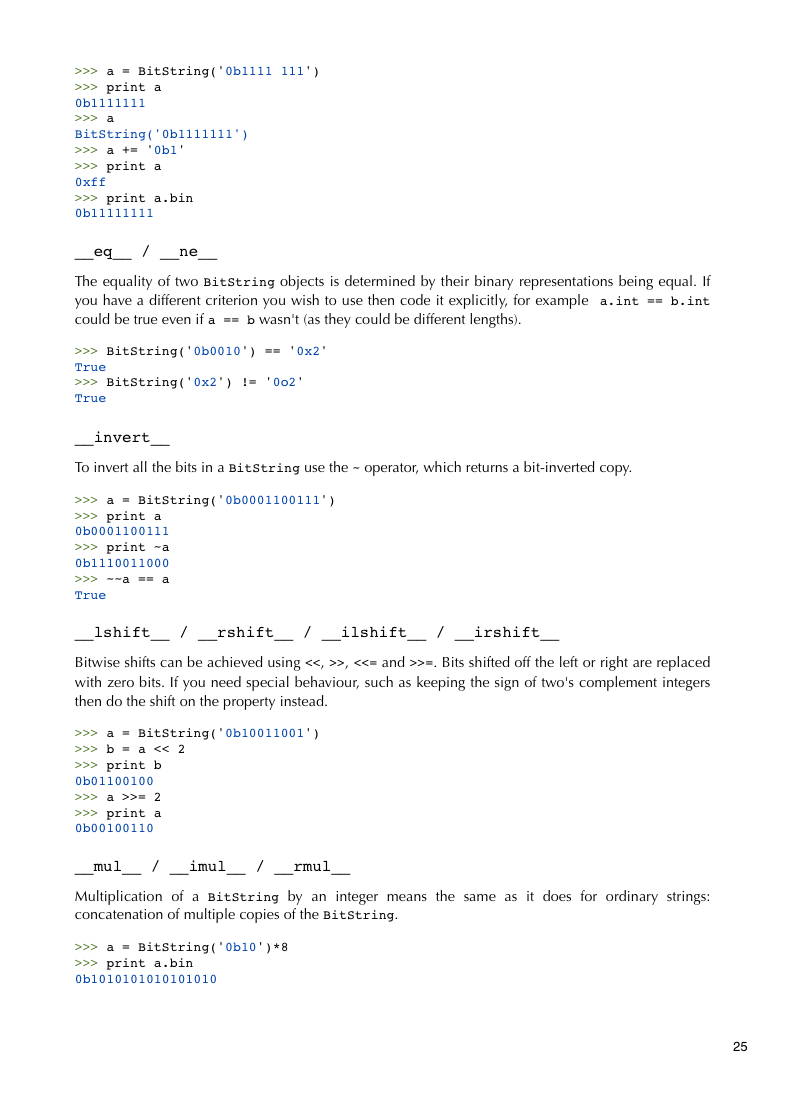 >>> a = BitString('0b1111 111')
>>> print a
0b1111111
>>> a
BitString('0b1111111')
>>> a += '0b1'
>>> print a
0xff
>>> print a.bin
0b11111111
__eq__ / __ne__
The equality of two BitString objects is determined by their binary representations being equal. If
you have a different criterion you wish to use then code it explicitly, for example a.int == b.int
could be true even if a == b wasn't (as they could be different lengths).
>>> BitString('0b0010') == '0x2'
True
>>> BitString('0x2') != '0o2'
True
__invert__
To invert all the bits in a BitString use the ~ operator, which returns a bit-inverted copy.
>>> a = BitString('0b0001100111')
>>> print a
0b0001100111
>>> print ~a
0b1110011000
>>> ~~a == a
True
__lshift__ / __rshift__ / __ilshift__ / __irshift__
Bitwise shifts can be achieved using <<, >>, <<= and >>=. Bits shifted off the left or right are replaced
with zero bits. If you need special behaviour, such as keeping the sign of two's complement integers
then do the shift on the property instead.
>>> a = BitString('0b10011001')
>>> b = a << 2
>>> print b
0b01100100
>>> a >>= 2
>>> print a
0b00100110
__mul__ / __imul__ / __rmul__
Multiplication of a BitString by an integer means the same as it does for ordinary strings:
concatenation of multiple copies of the BitString.
>>> a = BitString('0b10')*8
>>> print a.bin
0b1010101010101010
25